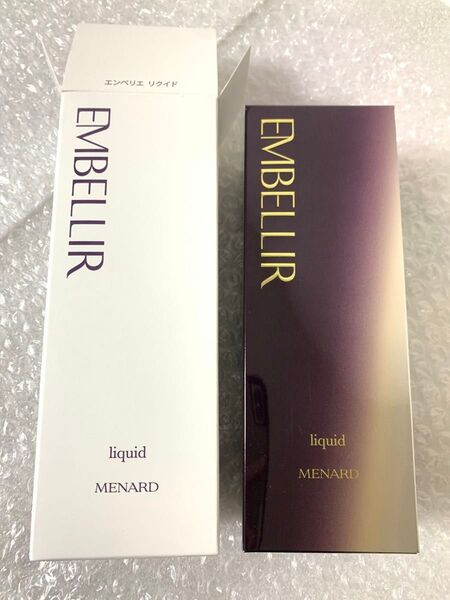 エンベリエ リクイド
EMBELLIR
liquid
MENARD
EMBELLIR
liquid
MENARD